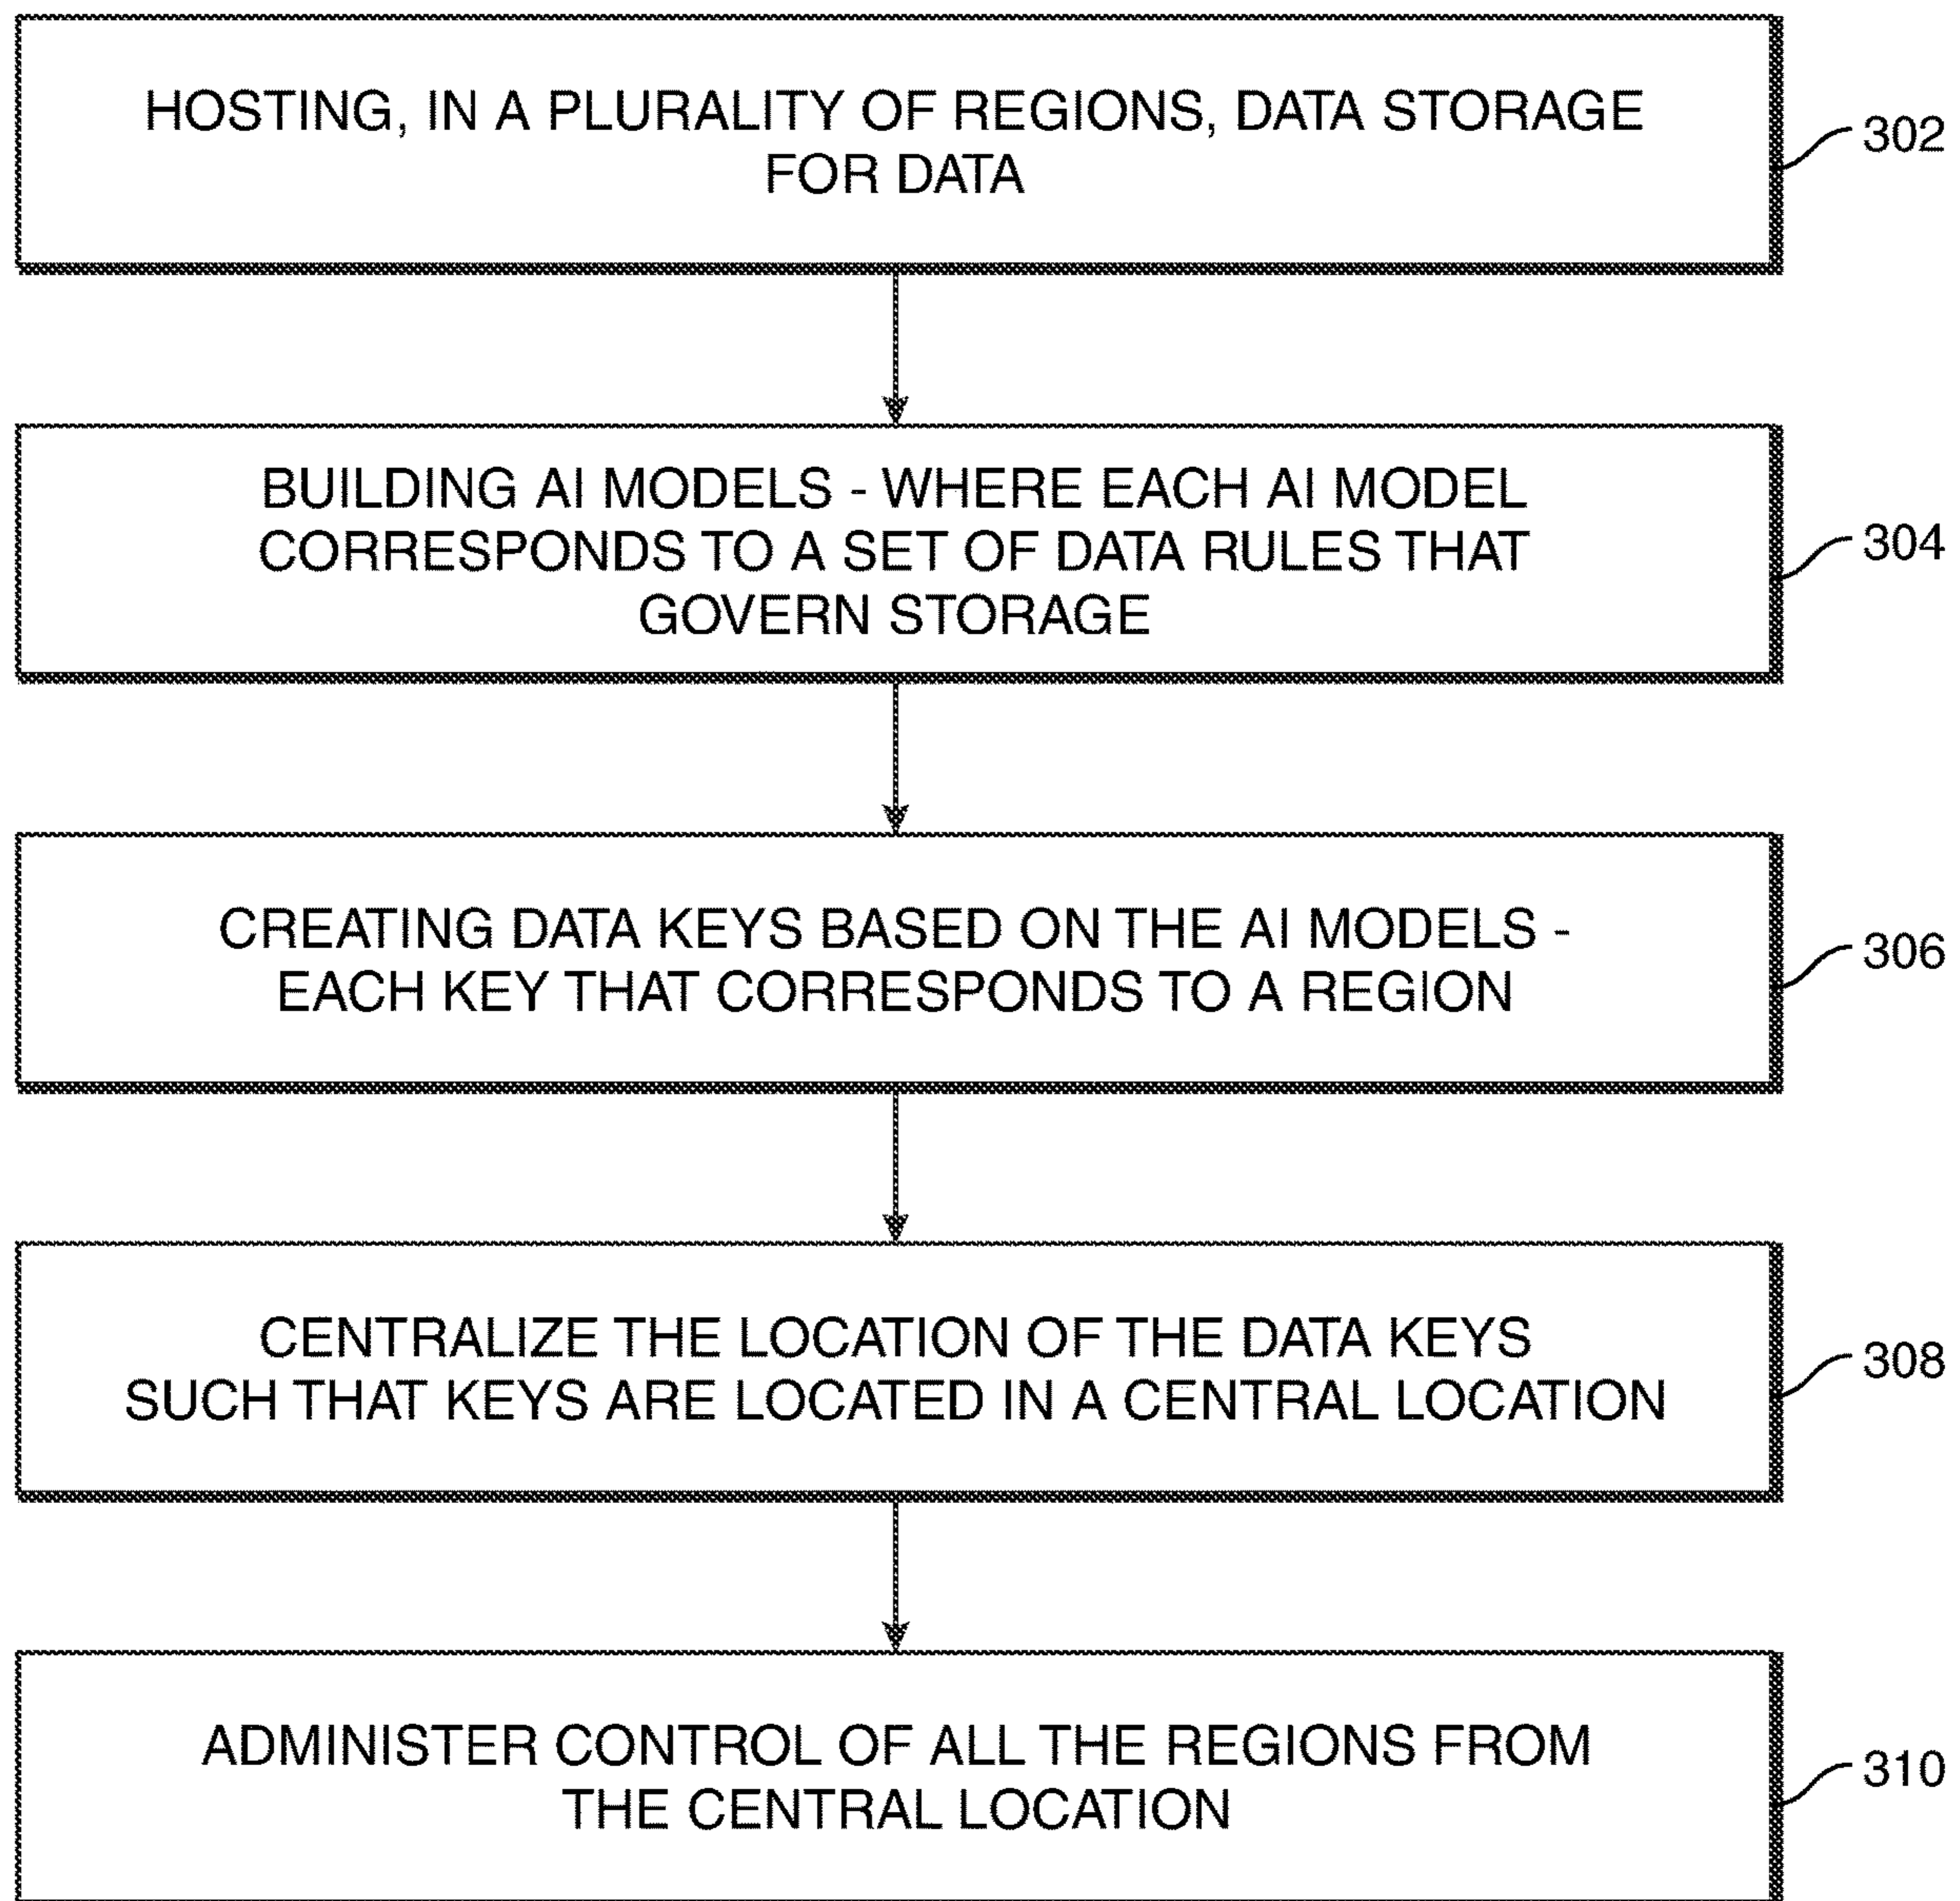 HOSTING, IN A PLURALITY OF REGIONS, DATA STORAGE
FOR DATA
302
BUILDING AI MODELS - WHERE EACH AI MODEL
CORRESPONDS TO A SET OF DATA RULES THAT
GOVERN STORAGE
304
CREATING DATA KEYS BASED ON THE AI MODELS -
EACH KEY THAT CORRESPONDS TO A REGION
306
CENTRALIZE THE LOCATION OF THE DATA KEYS
SUCH THAT KEYS ARE LOCATED IN A CENTRAL LOCATION
308
ADMINISTER CONTROL OF ALL THE REGIONS FROM
THE CENTRAL LOCATION
310